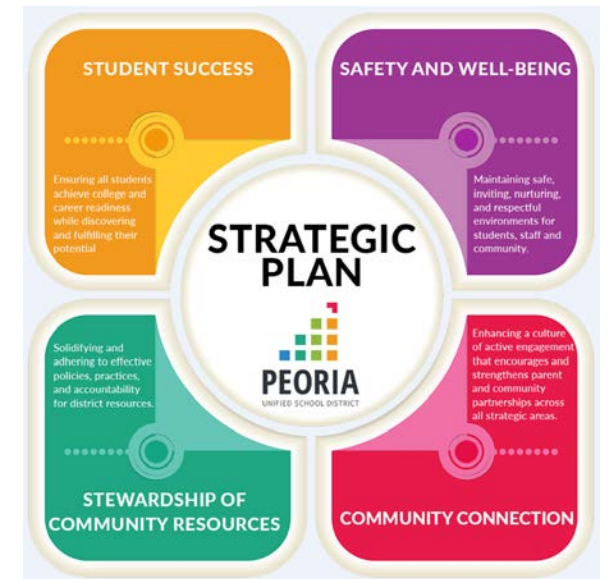 STUDENT SUCCESS
Ensuring all students
achieve college and
career readiness
while discovering
and fulfilling their
potential
SAFETY AND WELL-BEING
Maintaining safe,
inviting, nurturing,
and respectful
environments for
students, staff and
community.
STRATEGIC
PLAN
PEORIA
UNIFIED SCHOOL DISTRICT
Solidifying and
adhering to effective
policies, practices,
and accountability
for district resources.
STEWARDSHIP OF
COMMUNITY RESOURCES
Enhancing a culture
of active engagement
that encourages and
strengthens parent
and community
partnerships across
all strategic areas.
COMMUNITY CONNECTION